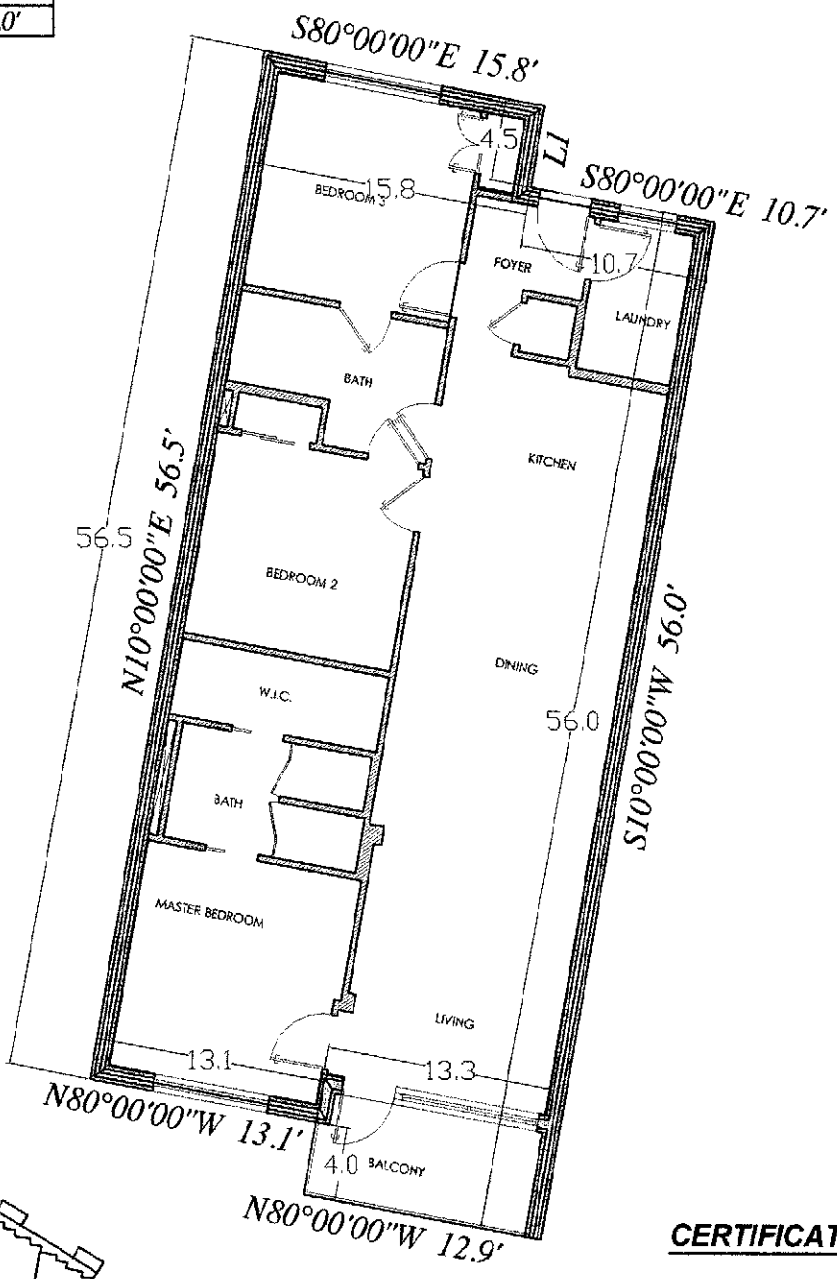 .0'
S80°00'00"E 15.8'
L1
4.5
S80°00'00"E 10.7'
15.8
BEDROOM 3
FOYER
10.7
LAUNDRY
BATH
KITCHEN
N10°00'00"E 56.5'
56.5
BEDROOM 2
DINING
S10°00'00"W 56.0'
56.0
W.I.C.
BATH
MASTER BEDROOM
LIVING
13.1
13.3
N80°00'00"W 13.1'
4.0
BALCONY
N80°00'00"W 12.9'
CERTIFICAT